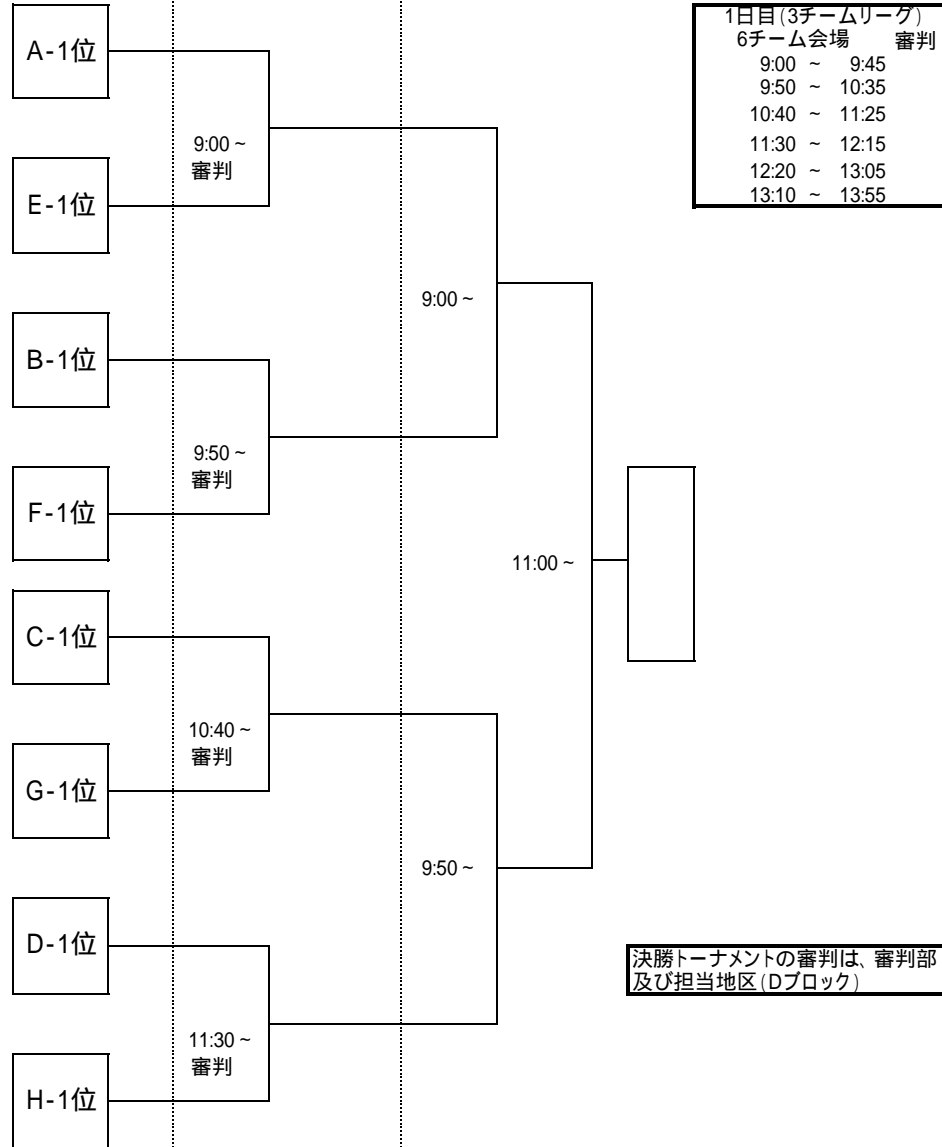 A-1位
9:00 ~
審判
E-1位
9:00 ~
B-1位
9:50 ~
審判
F-1位
11:00 ~
C-1位
10:40 ~
審判
G-1位
9:50 ~
D-1位
11:30 ~
審判
H-1位
1日目(3チームリーグ)
6チーム会場 審判
9:00 ~ 9:45
9:50 ~ 10:35
10:40 ~ 11:25
11:30 ~ 12:15
12:20 ~ 13:05
13:10 ~ 13:55
決勝トーナメントの審判は、審判部
及び担当地区(Dブロック)